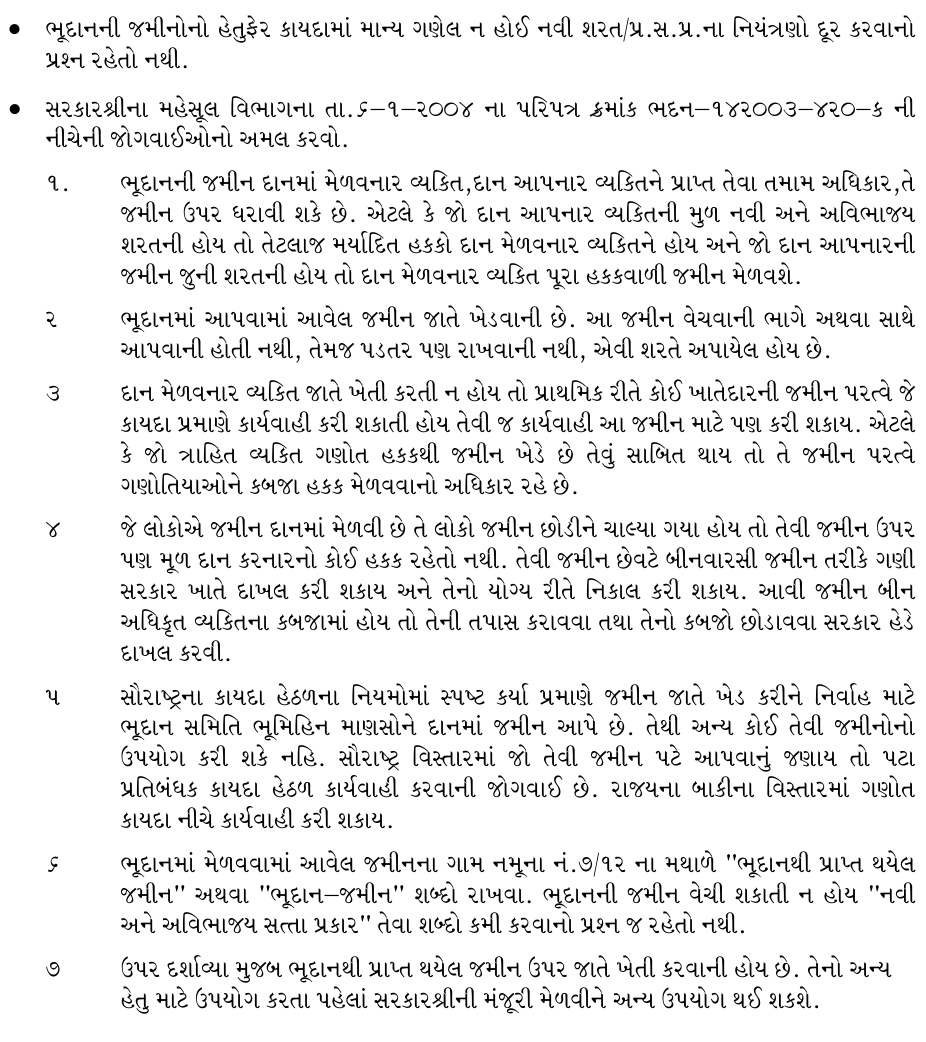 ● ભૂદાનની જમીનોનો હેતુફેર કાયદામાં માન્ય ગણેલ ન હોઈ નવી શરત/પ્ર.સ.પ્ર.ના નિયંત્રણો દૂર કરવાનો
પ્રશ્ન રહેતો નથી.
● સરકારશ્રીના મહેસૂલ વિભાગના તા.૬–૧–૨૦૦૪ ના પરિપત્ર ક્રમાંક ભદન–૧૪૨૦૦૩–૪૨૦–ક ની
નીચેની જોગવાઈઓનો અમલ કરવો.
૧. ભૂદાનની જમીન દાનમાં મેળવનાર વ્યકિત,દાન આપનાર વ્યકિતને પ્રાપ્ત તેવા તમામ અધિકાર,તે
જમીન ઉપર ધરાવી શકે છે. એટલે કે જો દાન આપનાર વ્યકિતની મુળ નવી અને અવિભાજય
શરતની હોય તો તેટલાજ મર્યાદિત હકકો દાન મેળવનાર વ્યકિતને હોય અને જો દાન આપનારની
જમીન જુની શરતની હોય તો દાન મેળવનાર વ્યકિત પૂરા હકકવાળી જમીન મેળવશે.
૨ ભૂદાનમાં આપવામાં આવેલ જમીન જાતે ખેડવાની છે. આ જમીન વેચવાની ભાગે અથવા સાથે
આપવાની હોતી નથી, તેમજ પડતર પણ રાખવાની નથી, એવી શરતે અપાયેલ હોય છે.
૩ દાન મેળવનાર વ્યકિત જાતે ખેતી કરતી ન હોય તો પ્રાથમિક રીતે કોઈ ખાતેદારની જમીન પરત્વે જે
કાયદા પ્રમાણે કાર્યવાહી કરી શકાતી હોય તેવી જ કાર્યવાહી આ જમીન માટે પણ કરી શકાય. એટલે
કે જો ત્રાહિત વ્યકિત ગણોત હકકથી જમીન ખેડે છે તેવું સાબિત થાય તો તે જમીન પરત્વે
ગણોતિયાઓને કબજા હકક મેળવવાનો અધિકાર રહે છે.
૪ જે લોકોએ જમીન દાનમાં મેળવી છે તે લોકો જમીન છોડીને ચાલ્યા ગયા હોય તો તેવી જમીન ઉપર
પણ મૂળ દાન કરનારનો કોઈ હકક રહેતો નથી. તેવી જમીન છેવટે બીનવારસી જમીન તરીકે ગણી
સરકાર ખાતે દાખલ કરી શકાય અને તેનો યોગ્ય રીતે નિકાલ કરી શકાય. આવી જમીન બીન
અધિકૃત વ્યકિતના કબજામાં હોય તો તેની તપાસ કરાવવા તથા તેનો કબજો છોડાવવા સરકાર હેડે
દાખલ કરવી.
૫ સૌરાષ્ટ્રના કાયદા હેઠળના નિયમોમાં સ્પષ્ટ કર્યા પ્રમાણે જમીન જાતે ખેડ કરીને નિર્વાહ માટે
ભૂદાન સમિતિ ભૂમિહિન માણસોને દાનમાં જમીન આપે છે. તેથી અન્ય કોઈ તેવી જમીનોનો
ઉપયોગ કરી શકે નહિ. સૌરાષ્ટ્ર વિસ્તારમાં જો તેવી જમીન પટે આપવાનું જણાય તો પટા
પ્રતિબંધક કાયદા હેઠળ કાર્યવાહી કરવાની જોગવાઈ છે. રાજયના બાકીના વિસ્તારમાં ગણોત
કાયદા નીચે કાર્યવાહી કરી શકાય.
૬ ભૂદાનમાં મેળવવામાં આવેલ જમીનના ગામ નમૂના નં.૭/૧૨ ના મથાળે "ભૂદાનથી પ્રાપ્ત થયેલ
જમીન" અથવા "ભૂદાન–જમીન" શબ્દો રાખવા. ભૂદાનની જમીન વેચી શકાતી ન હોય "નવી
અને અવિભાજય સત્તા પ્રકાર" તેવા શબ્દો કમી કરવાનો પ્રશ્ન જ રહેતો નથી.
૭ ઉપર દર્શાવ્યા મુજબ ભૂદાનથી પ્રાપ્ત થયેલ જમીન ઉપર જાતે ખેતી કરવાની હોય છે. તેનો અન્ય
હેતુ માટે ઉપયોગ કરતા પહેલાં સરકારશ્રીની મંજૂરી મેળવીને અન્ય ઉપયોગ થઈ શકશે.